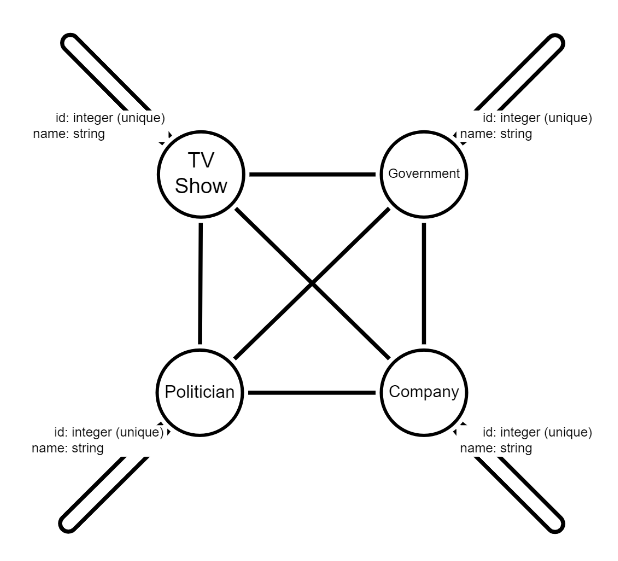 id: integer (unique)
name: string
id: integer (unique)
name: string
TV
Show
Government
Politician
Company
id: integer (unique)
name: string
id: integer (unique)
name: string